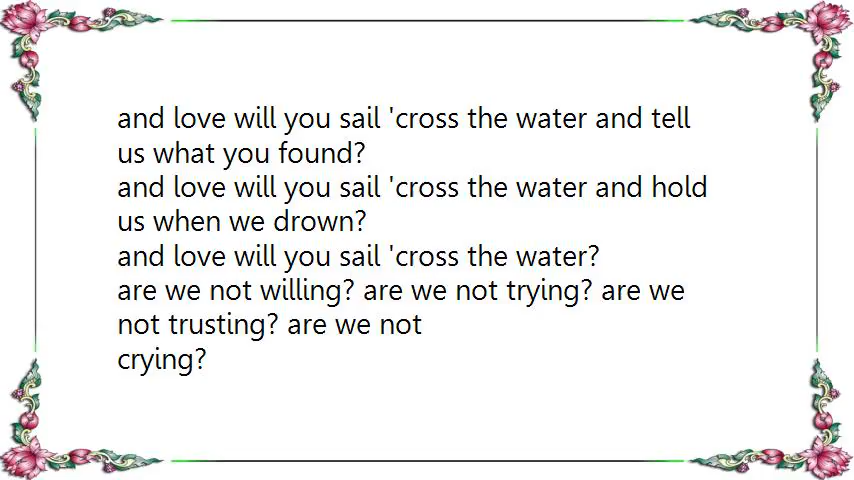 and love will you sail 'cross the water and tell
us what you found?
and love will you sail 'cross the water and hold
us when we drown?
and love will you sail 'cross the water?
are we not willing? are we not trying? are we
not trusting? are we not
crying?